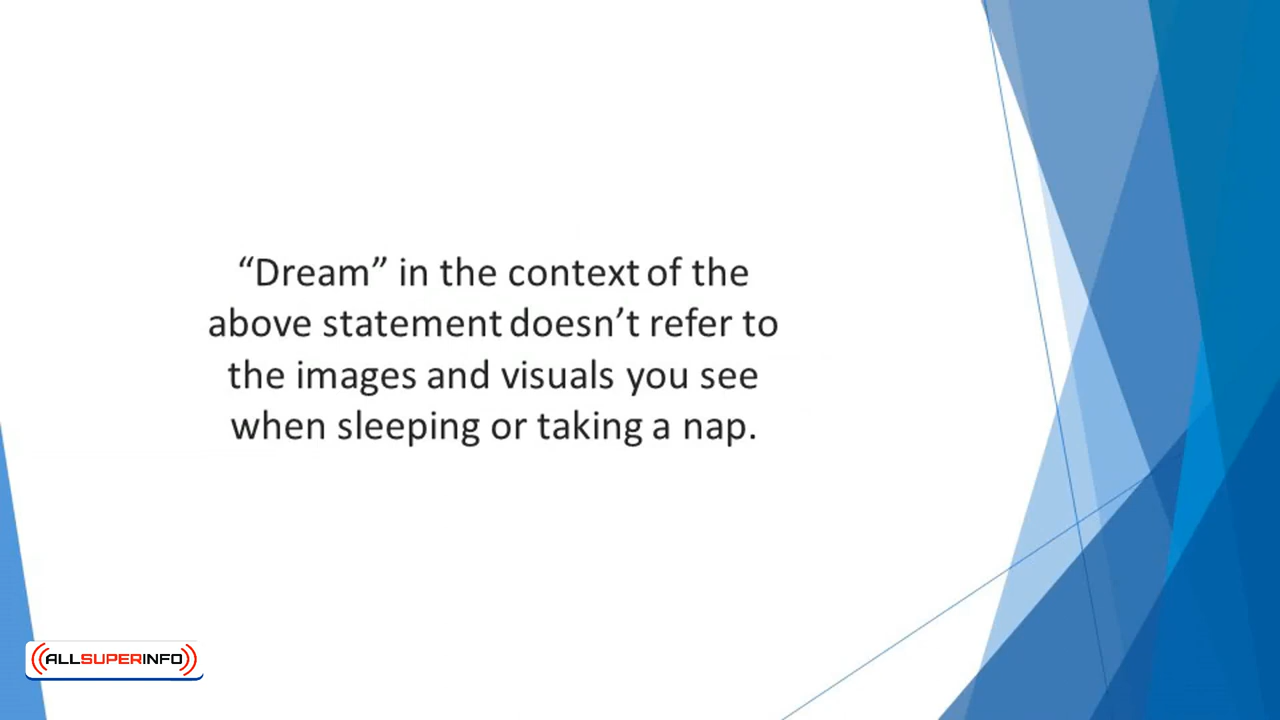 “Dream” in the context of the
above statement doesn’t refer to
the images and visuals you see
when sleeping or taking a nap.
ALLSUPERINFO